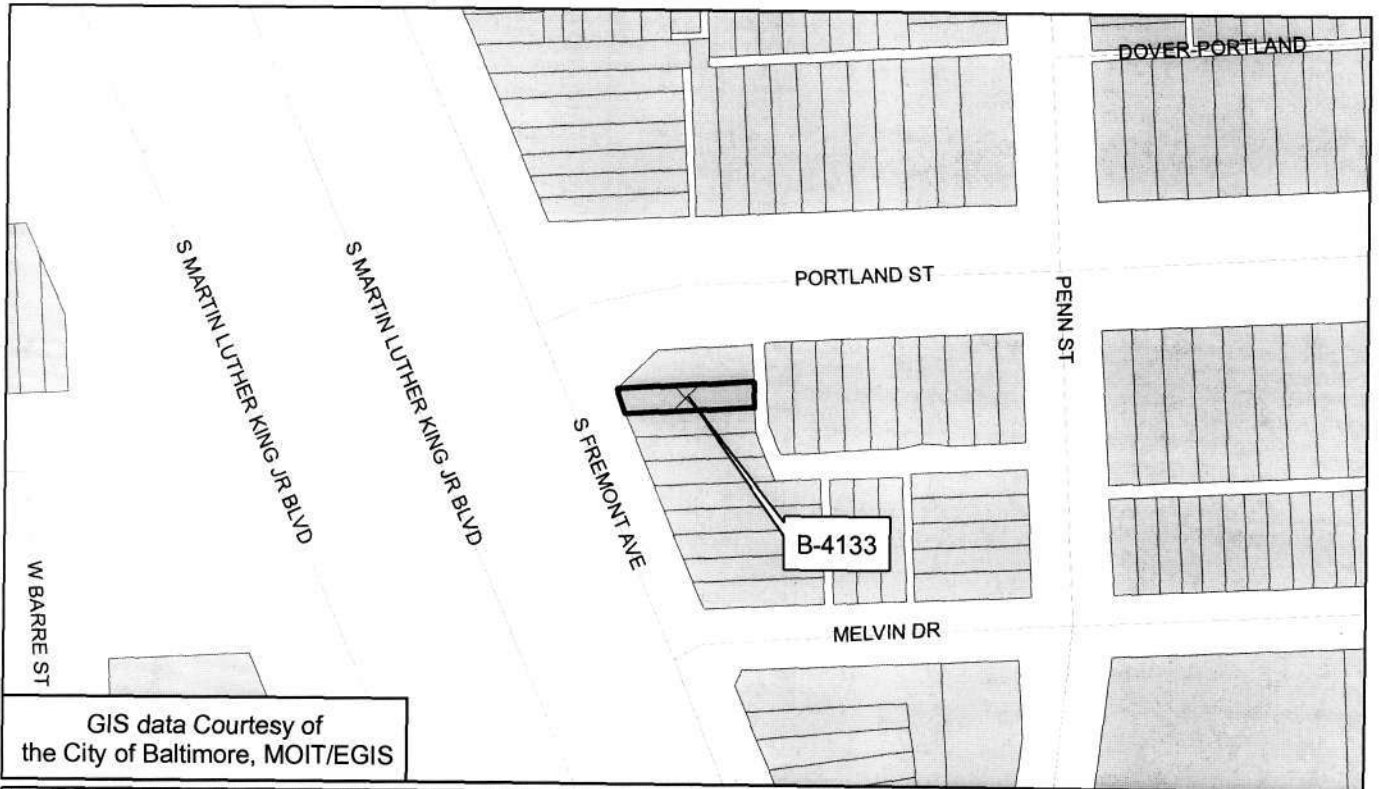 DOVER-PORTLAND
S MARTIN LUTHER KING JR BLVD
S MARTIN LUTHER KING JR BLVD
PORTLAND ST
PENN ST
S FREMONT AVE
B-4133
W BARRE ST
MELVIN DR
GIS data Courtesy of
the City of Baltimore, MOIT/EGIS